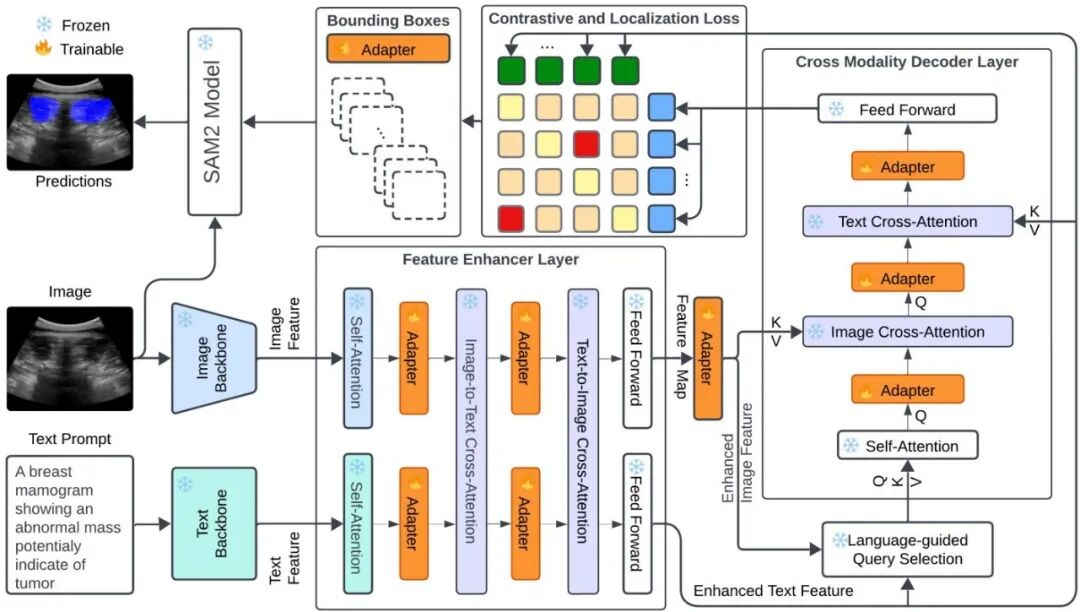 Frozen
Trainable
Predictions
SAM2 Model
Bounding Boxes
Adapter
Contrastive and Localization Loss
...
...
Cross Modality Decoder Layer
Feed Forward
Adapter
Text Cross-Attention
K
V
Adapter
Q
Image Cross-Attention
K
V
Adapter
Q
Self-Attention
Q
K
V
Language-guided
Query Selection
Image
Image
Backbone
Image
Feature
Feature Enhancer Layer
Self-Attention
Adapter
Image-to-Text Cross-Attention
Adapter
Text-to-Image Cross-Attention
Feed Forward
Feature
Map
Adapter
Enhanced
Image Feature
Text Prompt
A breast
mamogram
showing an
abnormal mass
potentialy
indicate of
tumor
Text
Backbone
Text
Feature
Self-Attention
Adapter
Adapter
Feed Forward
Enhanced Text Feature